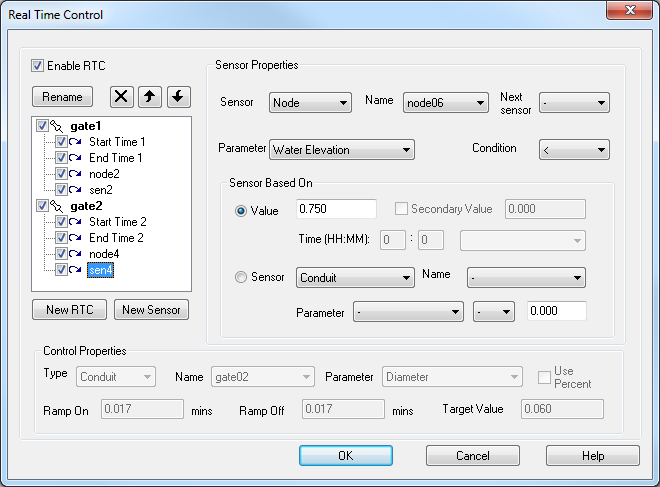 Real Time Control
Enable RTC
Rename
gate1
Start Time 1
End Time 1
node2
sen2
gate2
Start Time 2
End Time 2
node4
sen4
New RTC
New Sensor
Sensor Properties
Sensor
Node
Name
node06
Next sensor
-
Parameter
Water Elevation
Condition
<
Sensor Based On
Value
0.750
Secondary Value
0.000
Time (HH:MM):
0
:
0
Sensor
Conduit
Name
-
Parameter
-
-
0.000
Control Properties
Type
Conduit
Name
gate02
Parameter
Diameter
Use Percent
Ramp On
0.017
mins
Ramp Off
0.017
mins
Target Value
0.060
OK
Cancel
Help